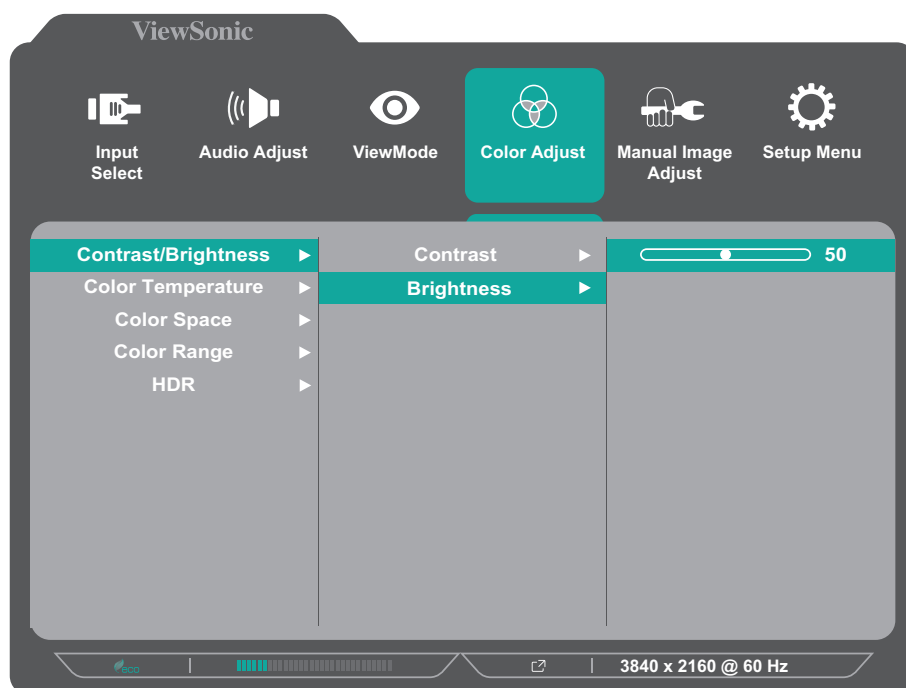 ViewSonic
Input Select
Audio Adjust
ViewMode
Color Adjust
Manual Image Adjust
Setup Menu
Contrast/Brightness
Contrast
50
Color Temperature
Brightness
Color Space
Color Range
HDR
eco
3840 x 2160 @ 60 Hz